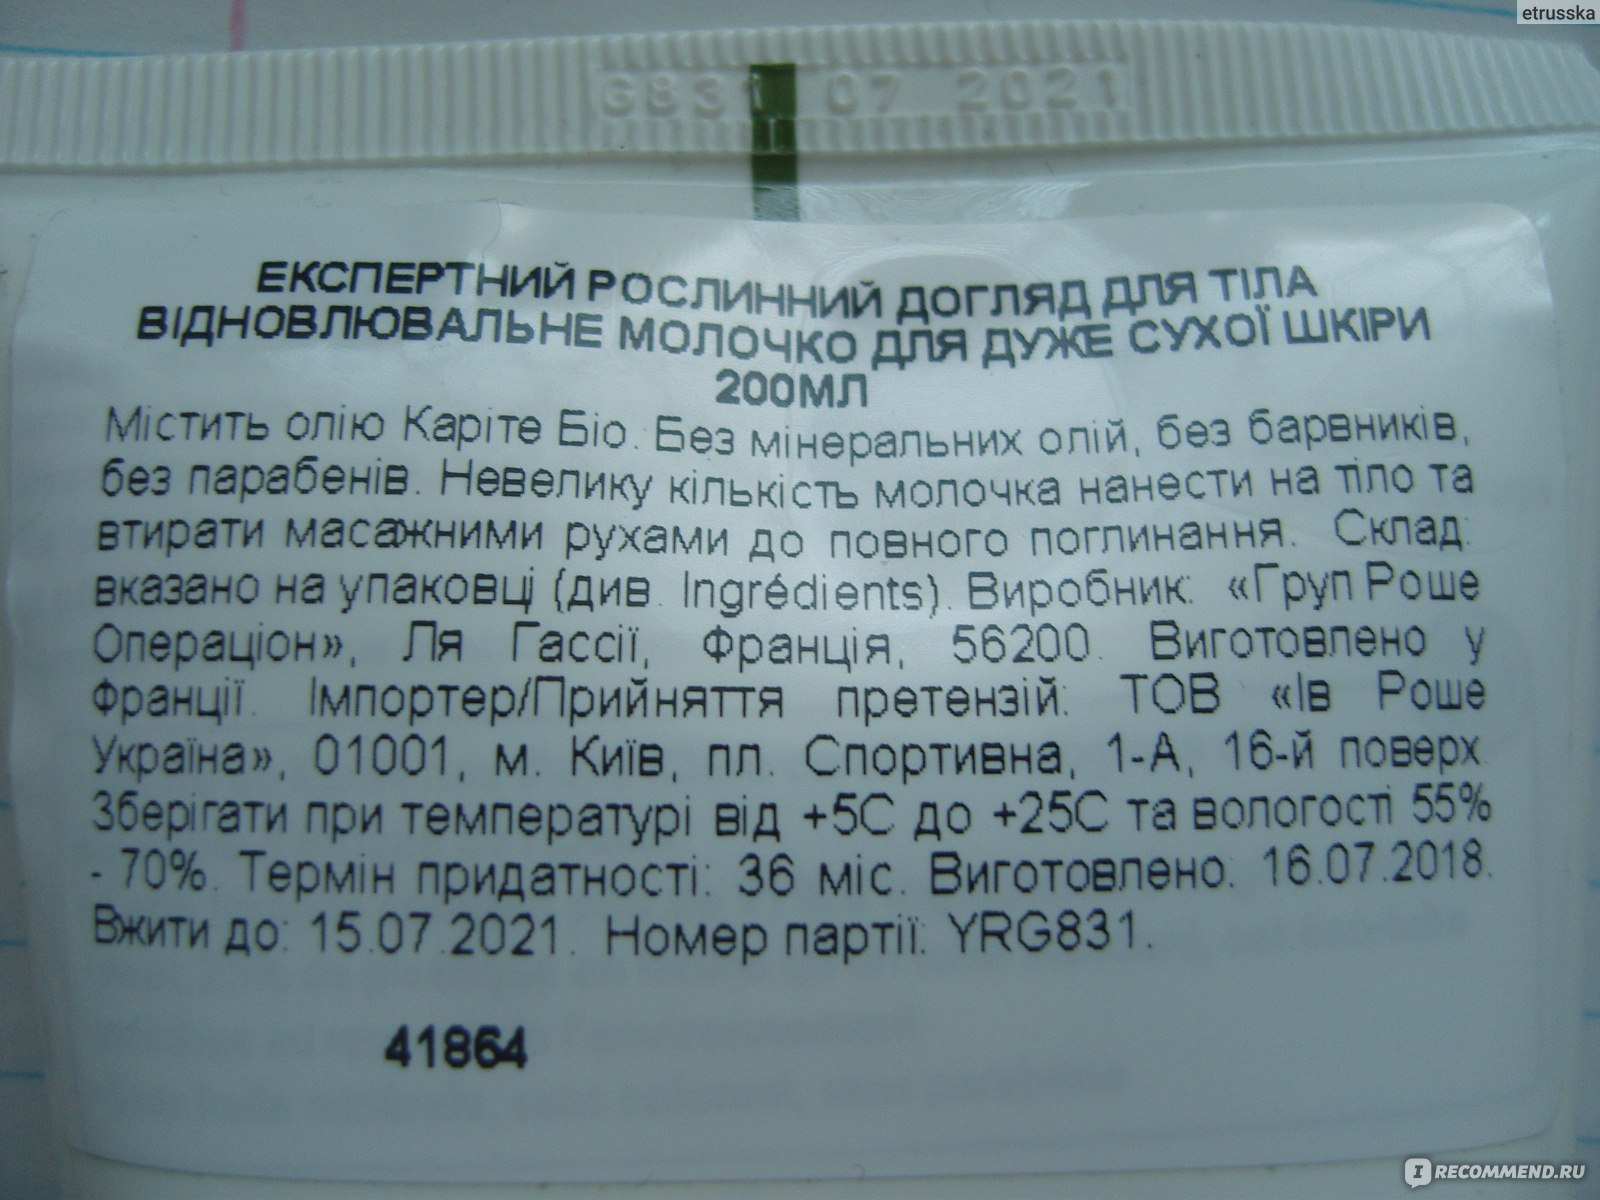 etrusska
G831 07 2021
ЕКСПЕРТНИЙ РОСЛИННИЙ ДОГЛЯД ДЛЯ ТІЛА
ВІДНОВЛЮВАЛЬНЕ МОЛОЧКО ДЛЯ ДУЖЕ СУХОЇ ШКІРИ
200МЛ
Містить олію Каріте Біо. Без мінеральних олій, без барвників,
без парабенів. Невелику кількість молочка нанести на тіло та
втирати масажними рухами до повного поглинання. Склад:
вказано на упаковці (див. Ingrédients). Виробник: «Груп Роше
Операціон», Ля Гассії, Франція, 56200. Виготовлено у
Франції. Імпортер/Прийняття претензій: ТОВ «Ів Роше
Україна», 01001, м. Київ, пл. Спортивна, 1-А, 16-й поверх
Зберігати при температурі від +5С до +25С та вологості 55%
- 70%. Термін придатності: 36 міс. Виготовлено: 16.07.2018.
Вжити до: 15.07.2021. Номер партії: YRG831.
41864
IRECOMMEND.RU